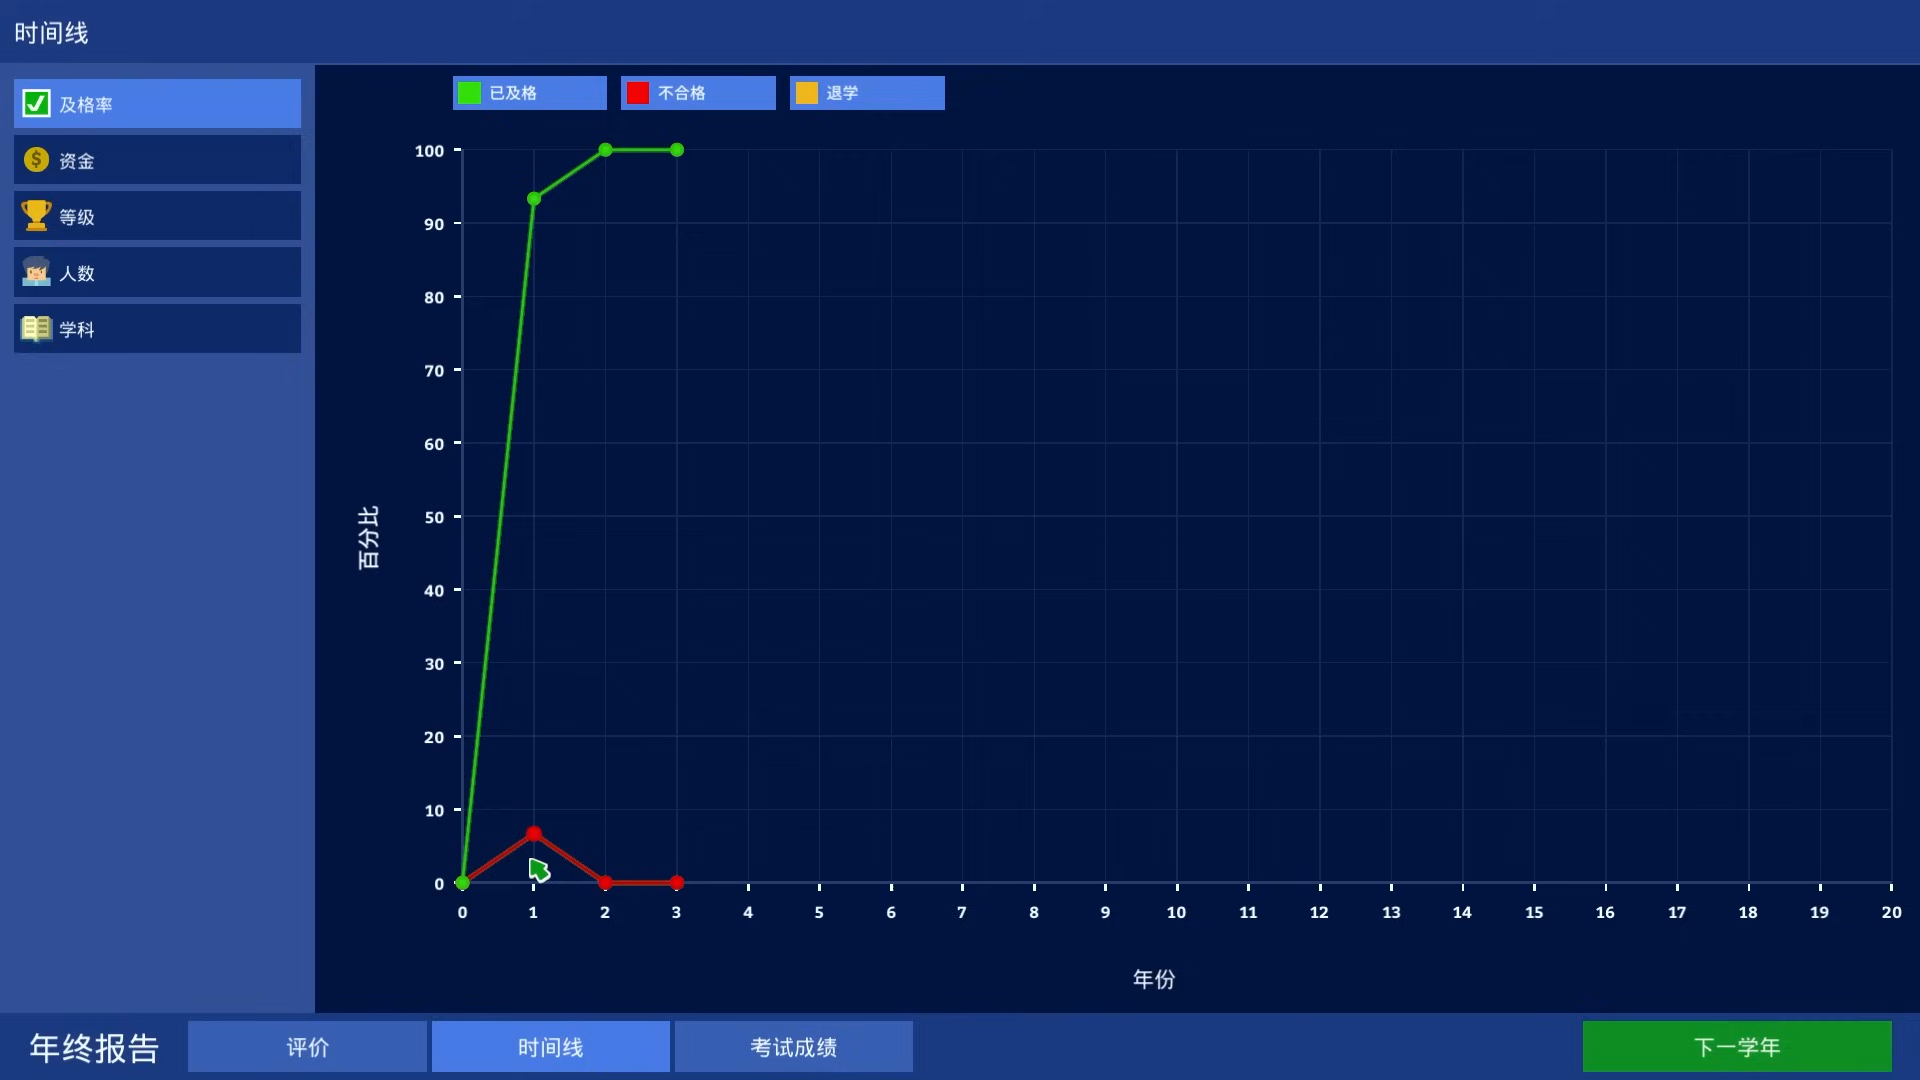 时间线
及格率
资金
等级
人数
学科
已及格 不合格 退学
100
90
80
70
60
50
40
30
20
10
0
百分比
0 1 2 3 4 5 6 7 8 9 10 11 12 13 14 15 16 17 18 19 20
年份
年终报告 评价 时间线 考试成绩 下一学年